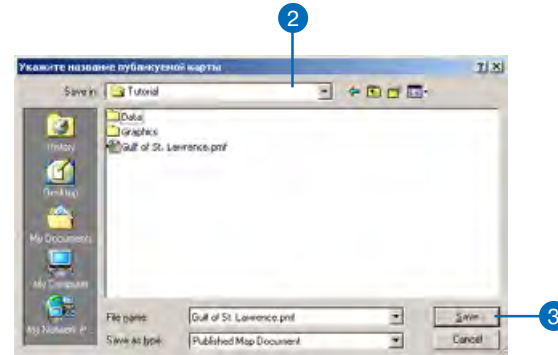 2
Укажите название публикуемой карты
Save in: Tutorial
History
Desktop
My Documents
My Computer
My Network P...
Data
Graphics
Gulf of St. Lawrence.pmf
File name: Gulf of St. Lawrence.pmf
Save
3
Save as type: Published Map Document
Cancel